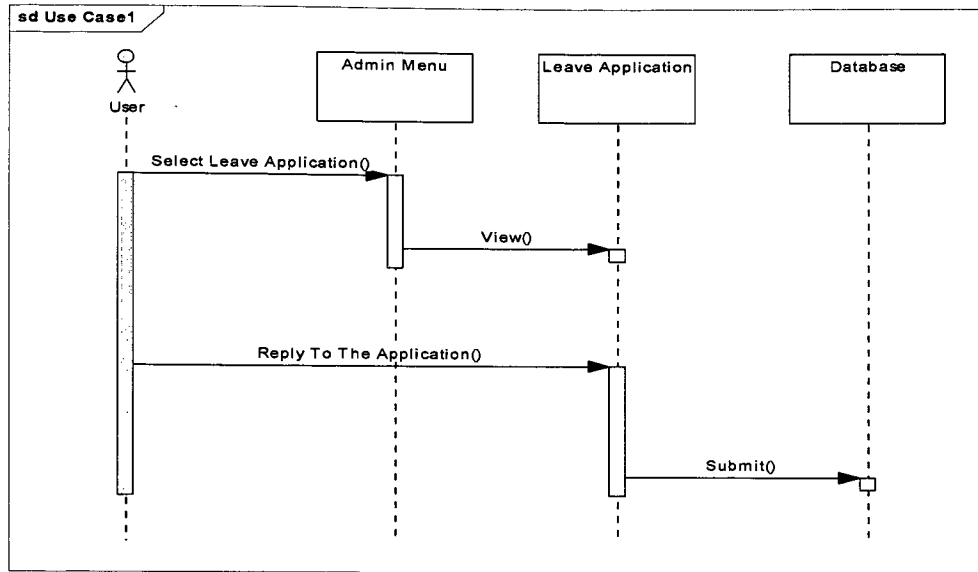 sd Use Case1
User
Admin Menu
Leave Application
Database
Select Leave Application()
View()
Reply To The Application()
Submit()